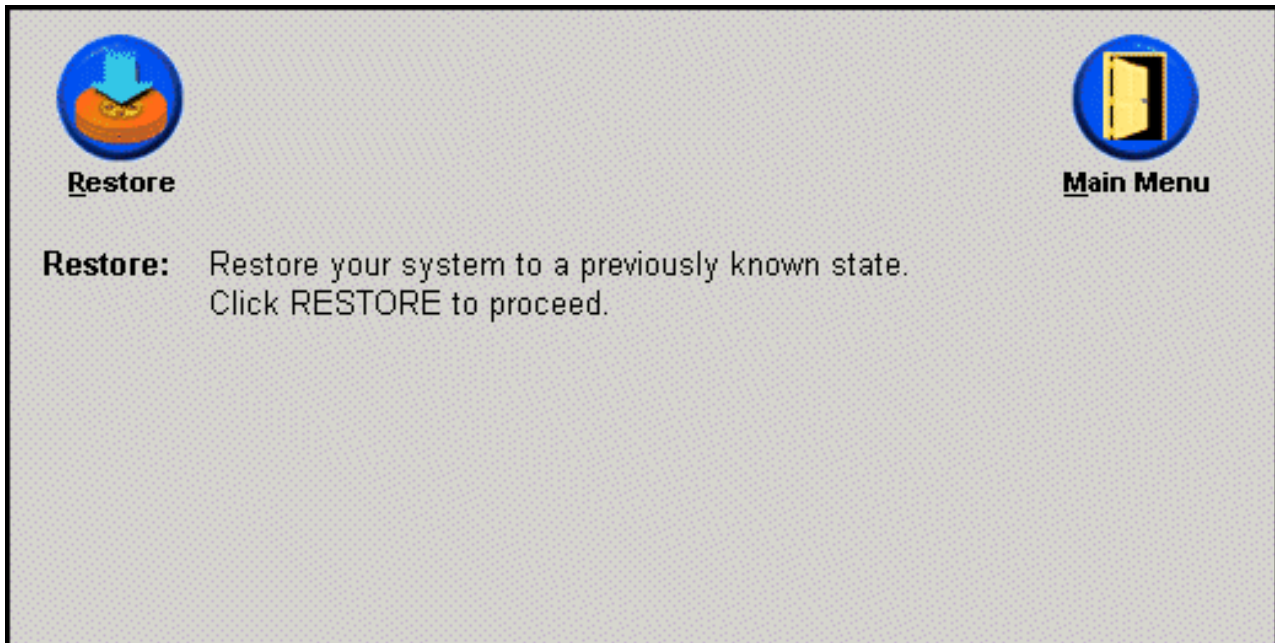 Restore
Main Menu
Restore: Restore your system to a previously known state.
Click RESTORE to proceed.